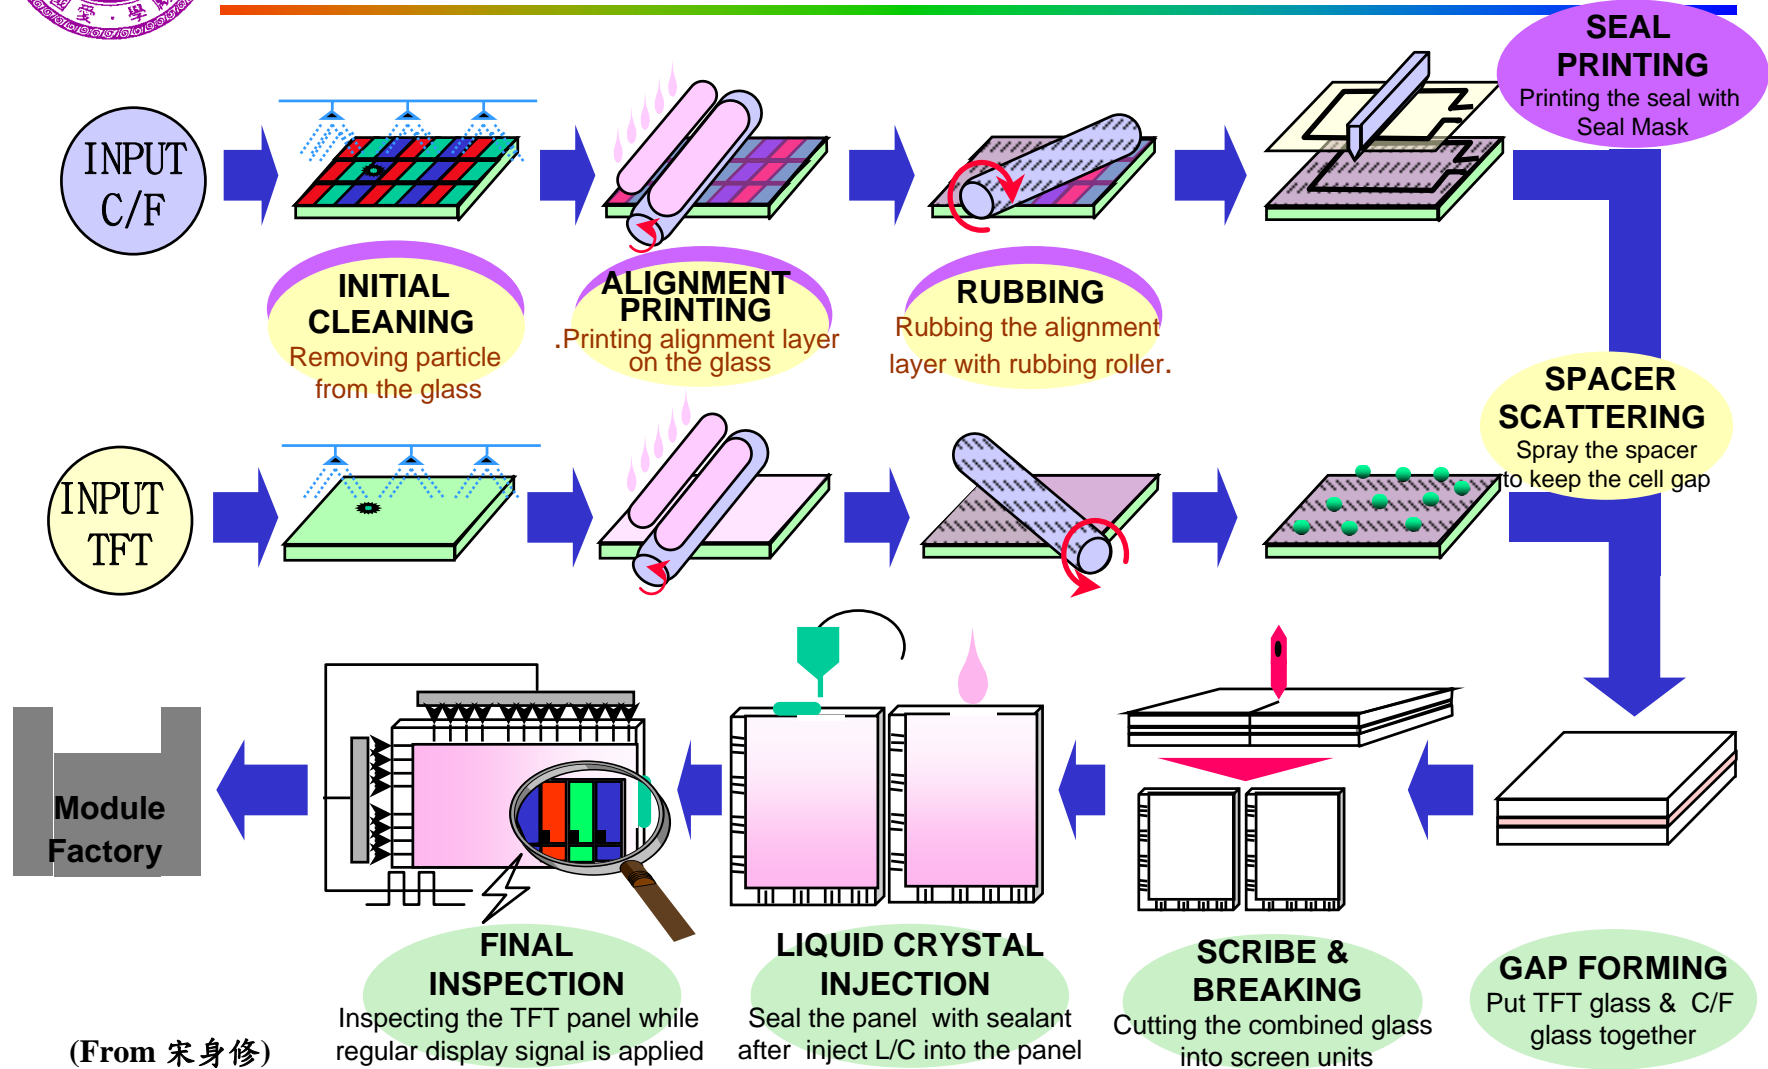 國愛·學
SEAL
PRINTING
Printing the seal with
Seal Mask
INPUT
C/F
INITIAL
CLEANING
Removing particle
from the glass
ALIGNMENT
PRINTING
.Printing alignment layer
on the glass
RUBBING
Rubbing the alignment
layer with rubbing roller.
SPACER
SCATTERING
Spray the spacer
to keep the cell gap
INPUT
TFT
Module
Factory
FINAL
INSPECTION
Inspecting the TFT panel while
regular display signal is applied
LIQUID CRYSTAL
INJECTION
Seal the panel with sealant
after inject L/C into the panel
SCRIBE &
BREAKING
Cutting the combined glass
into screen units
GAP FORMING
Put TFT glass & C/F
glass together
(From 宋身修)